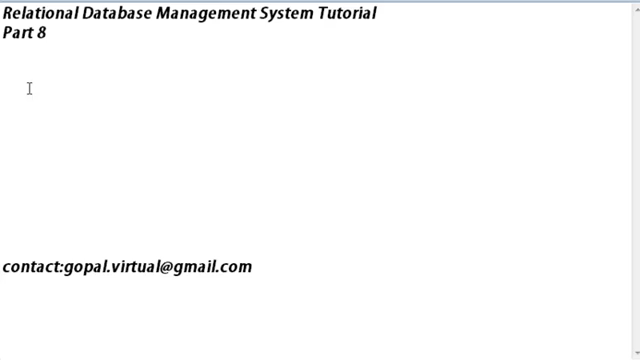 Relational Database Management System Tutorial
Part 8
contact:gopal.virtual@gmail.com